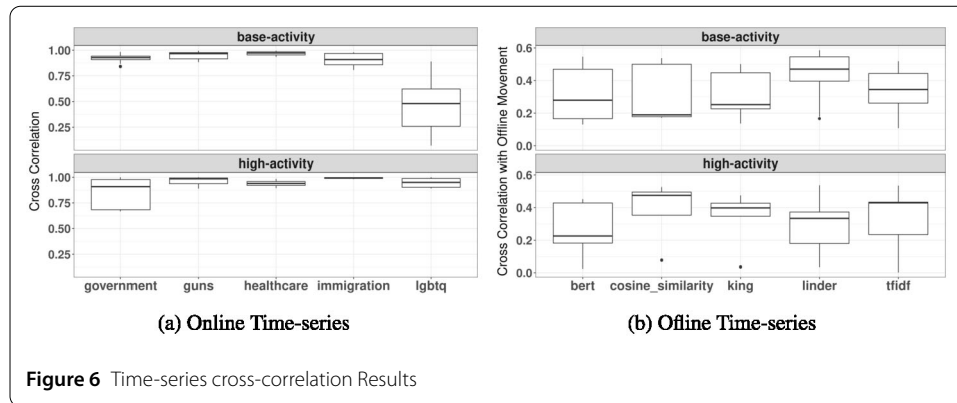 base-activity
1.00
0.75
0.50
0.25
high-activity
1.00
0.75
0.50
0.25
Cross Correlation
government guns healthcare immigration lgbtq
(a) Online Time-series
base-activity
0.6
0.4
0.2
0.0
high-activity
0.6
0.4
0.2
0.0
Cross Correlation with Offline Movement
bert cosine_similarity king linder tfidf
(b) Ofline Time-series
Figure 6 Time-series cross-correlation Results